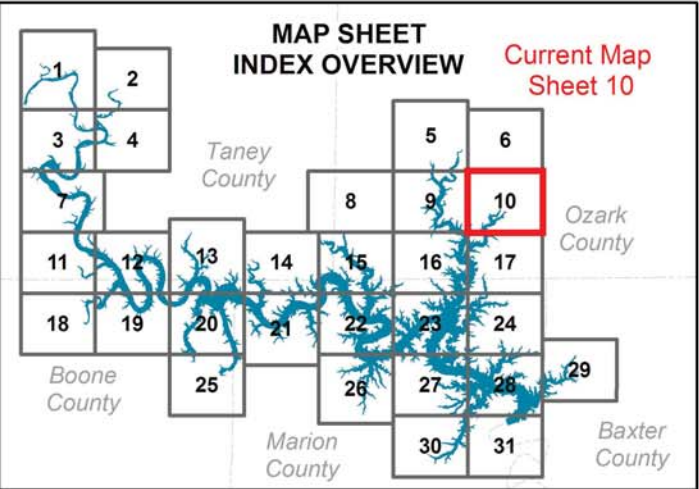 MAP SHEET
INDEX OVERVIEW
Current Map
Sheet 10
1
2
3
4
5
6
Taney
County
7
8
9
10
Ozark
County
11
12
13
14
15
16
17
18
19
20
21
22
23
24
25
26
27
28
29
30
31
Boone
County
Marion
County
Baxter
County